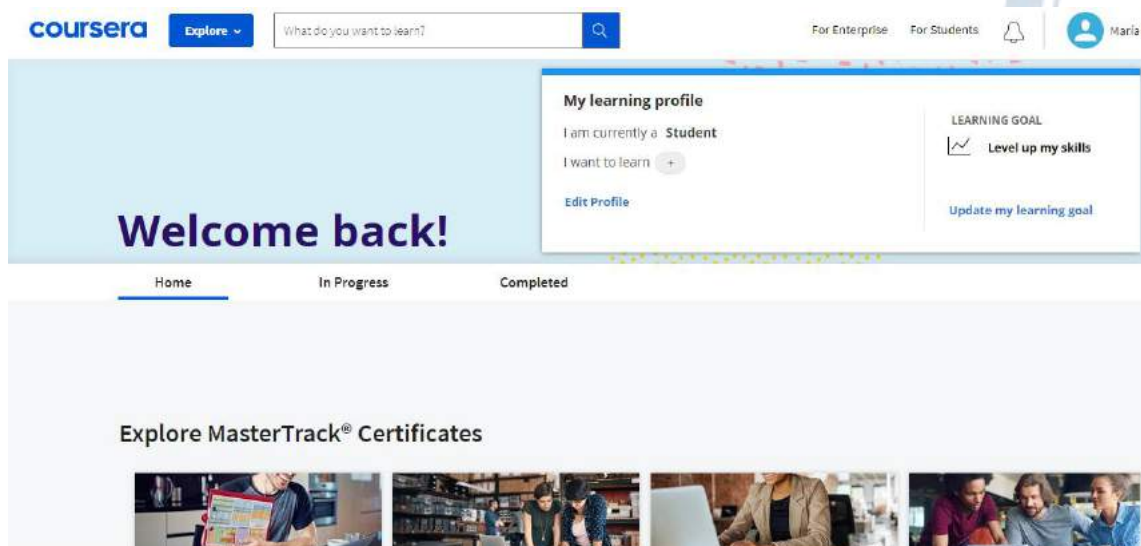 coursera Explore What do you want to learn? For Enterprise For Students Maria
My learning profile
I am currently a Student
I want to learn +
Edit Profile
LEARNING GOAL
Level up my skills
Update my learning goal
Welcome back!
Home In Progress Completed
Explore MasterTrack® Certificates